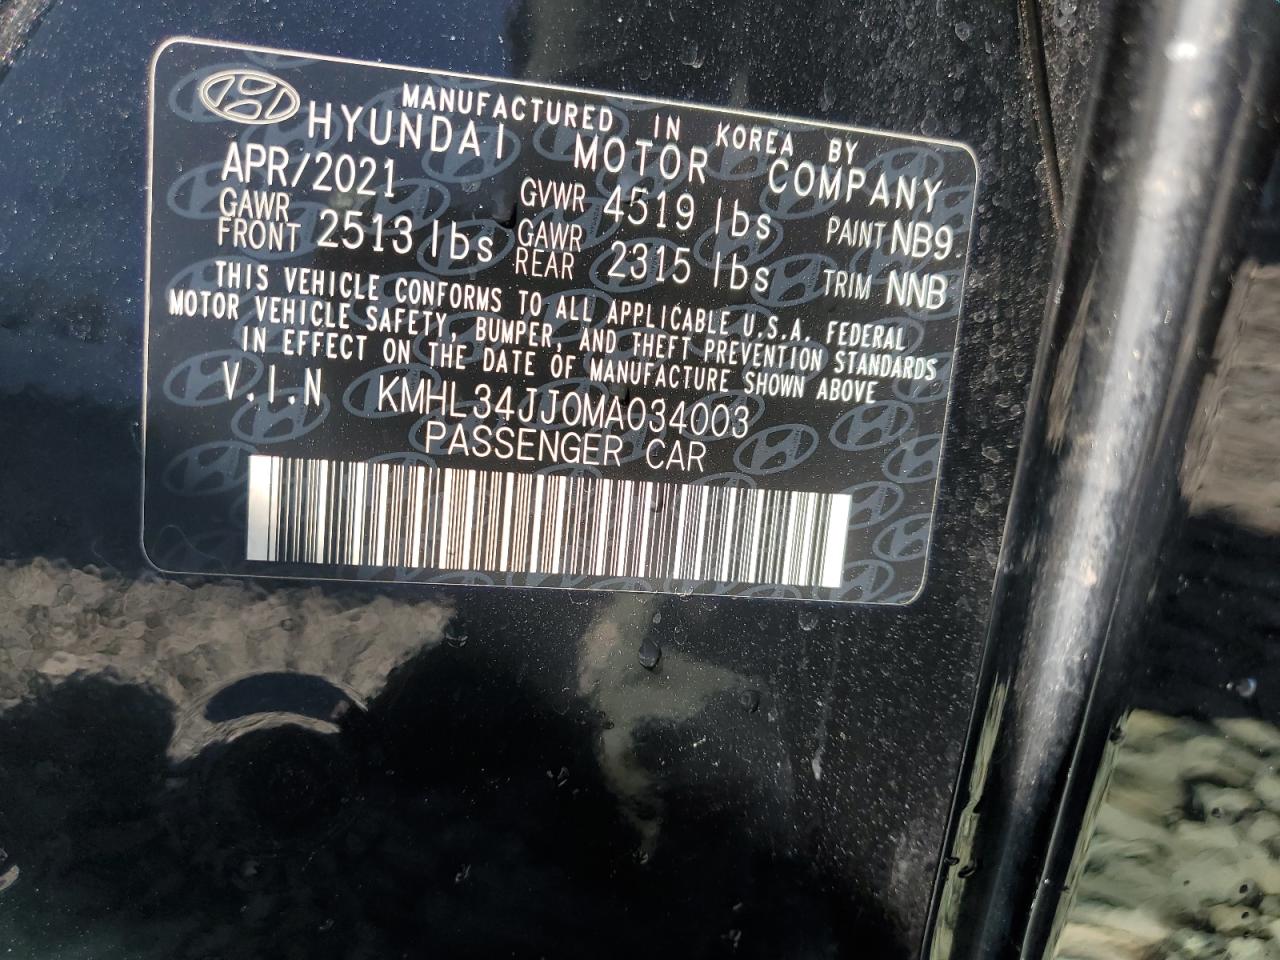 MANUFACTURED IN KOREA BY
HYUNDAI MOTOR COMPANY
APR/2021 GVWR 4519 lbs PAINT NB9
GAWR FRONT 2513 lbs GAWR REAR 2315 lbs TRIM NNB
THIS VEHICLE CONFORMS TO ALL APPLICABLE U.S.A. FEDERAL
MOTOR VEHICLE SAFETY, BUMPER, AND THEFT PREVENTION STANDARDS
IN EFFECT ON THE DATE OF MANUFACTURE SHOWN ABOVE
V.I.N KMHL34JJ0MA034003
PASSENGER CAR